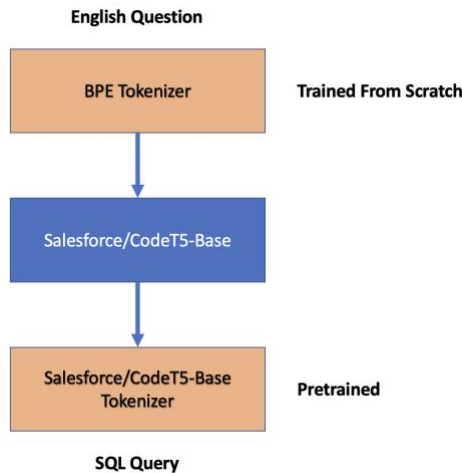 English Question
BPE Tokenizer
Trained From Scratch
Salesforce/CodeT5-Base
Salesforce/CodeT5-Base
Tokenizer
Pretrained
SQL Query